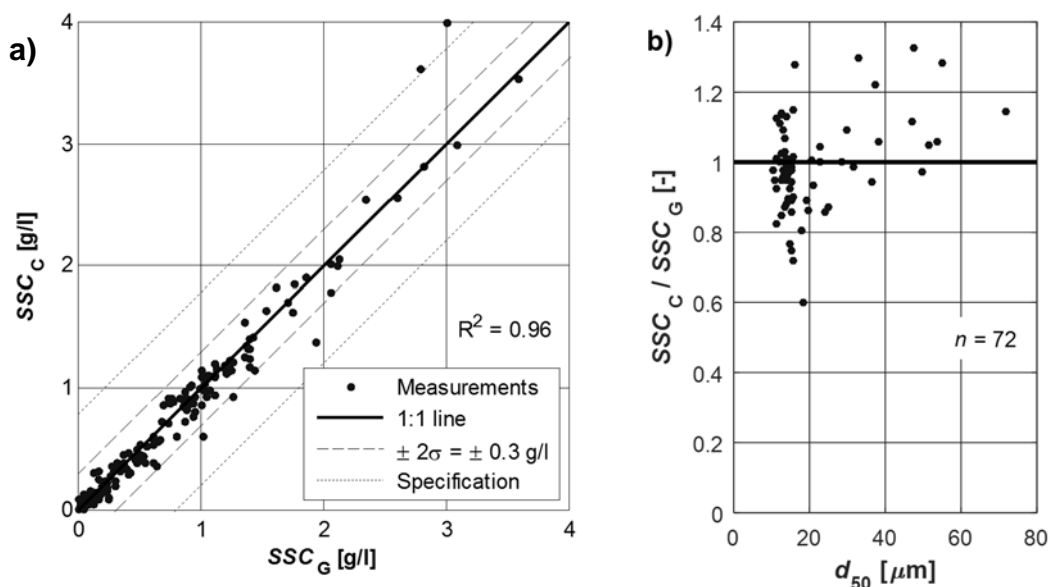 a)
4
3
2
1
0
SSC_C [g/l]
0
1
2
3
4
SSC_G [g/l]
R² = 0.96
Measurements
1:1 line
± 2σ = ± 0.3 g/l
Specification
b)
1.4
1.2
1
0.8
0.6
0.4
0.2
0
SSC_C / SSC_G [-]
n = 72
0
20
40
60
80
d₅₀ [μm]